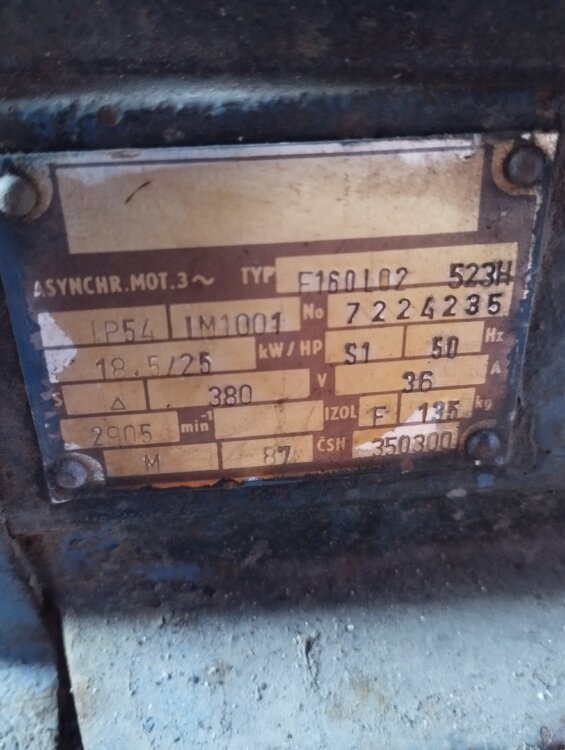 ASYNCHR. MOT. 3~ TYP F160L02 523H
IP54 IM1001 No 7224235
18.5/25 kW/HP S1 50 Hz
S △ 380 V 36 A
2905 min⁻¹ IZOL F 135 kg
M 87 ČSN 350300